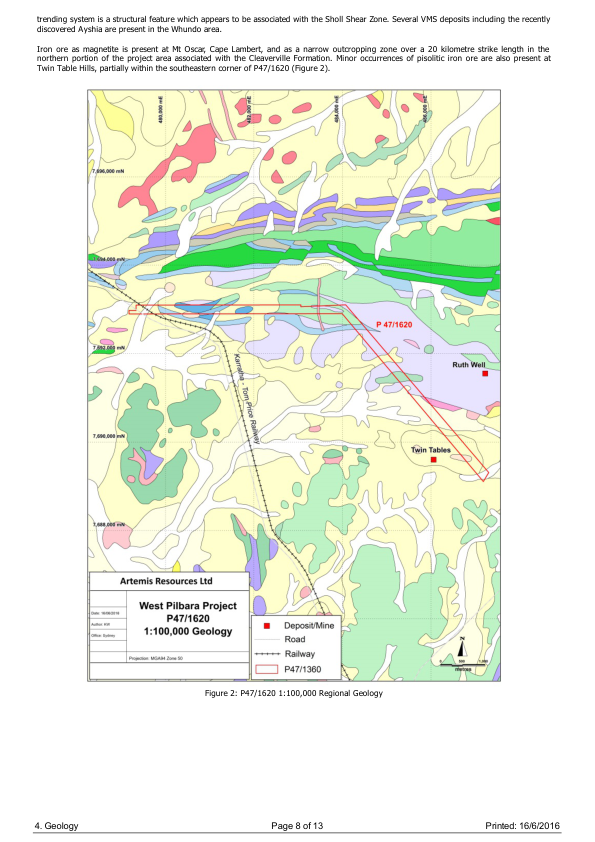 trending system is a structural feature which appears to be associated with the Sholl Shear Zone. Several VMS deposits including the recently
discovered Ayshia are present in the Whundo area.
Iron ore as magnetite is present at Mt Oscar, Cape Lambert, and as a narrow outcropping zone over a 20 kilometre strike length in the
northern portion of the project area associated with the Cleaverville Formation. Minor occurrences of pisolitic iron ore are also present at
Twin Table Hills, partially within the southeastern corner of P47/1620 (Figure 2).
480,000 mE
482,000 mE
484,000 mE
486,000 mE
7,696,000 mN
7,694,000 mN
P 47/1620
7,692,000 mN
Ruth Well
Karratha - Tom Price Railway
7,690,000 mN
Twin Tables
7,688,000 mN
Artemis Resources Ltd
West Pilbara Project
P47/1620
1:100,000 Geology
Date: 16/06/2016
Author: KW
Office: Sydney
Projection: MGA94 Zone 50
Deposit/Mine
Road
Railway
P47/1360
N
0 500 1,000
metres
Figure 2: P47/1620 1:100,000 Regional Geology
4. Geology Page 8 of 13 Printed: 16/6/2016